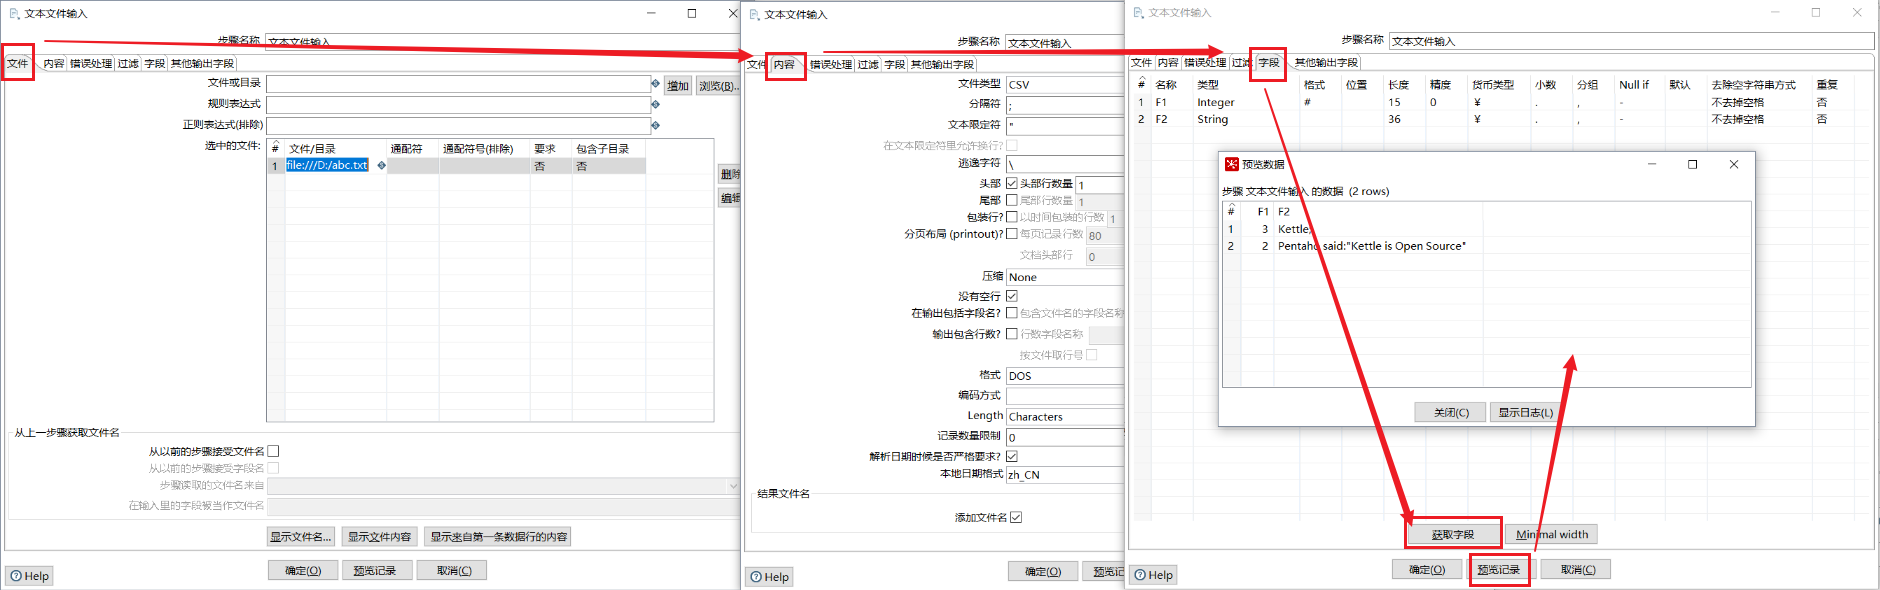 文本文件输入
步骤名称 文本文件输入
文件 内容 错误处理 过滤 字段 其他输出字段
文件或目录 增加 浏览(B)...
规则表达式
正则表达式(排除)
选中的文件:
# 文件/目录 通配符 通配符号(排除) 要求 包含子目录
1 file:///D:/abc.txt 否 否
删除
编辑
从上一步骤获取文件名
从以前的步骤接受文件名
从以前的步骤接受字段名
步骤读取的文件名来自
在输入里的字段被当作文件名
显示文件名... 显示文件内容 显示来自第一条数据行的内容
确定(O) 预览记录 取消(C)
Help
文本文件输入
步骤名称 文本文件输入
文件 内容 错误处理 过滤 字段 其他输出字段
文件类型 CSV
分隔符 ;
文本限定符 "
在文本限定符里允许换行?
逃逸字符 \
头部 头部行数量 1
尾部 尾部行数量 1
包装行? 以时间包装的行数 1
分页布局 (printout)? 每页记录行数 80
文档头部行 0
压缩 None
没有空行
在输出包括字段名? 包含文件名的字段名称
输出包含行数? 行数字段名称
按文件取行号
格式 DOS
编码方式
Length Characters
记录数量限制 0
解析日期时候是否严格要求?
本地日期格式 zh_CN
结果文件名
添加文件名
确定(O) 预览记
Help
文本文件输入
步骤名称 文本文件输入
文件 内容 错误处理 过滤 字段 其他输出字段
# 名称 类型 格式 位置 长度 精度 货币类型 小数 分组 Null if 默认 去除空字符串方式 重复
1 F1 Integer # 15 0 ¥ . , - 不去掉空格 否
2 F2 String 36 ¥ . , - 不去掉空格 否
预览数据
步骤 文本文件输入 的数据 (2 rows)
# F1 F2
1 3 Kettle;
2 2 Pentaho said:"Kettle is Open Source"
关闭(C) 显示日志(L)
获取字段 Minimal width
确定(O) 预览记录 取消(C)
Help